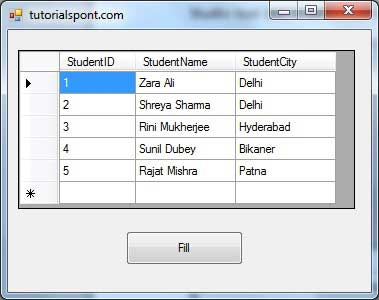 tutorialspont.com
StudentID StudentName StudentCity
1 Zara Ali Delhi
2 Shreya Sharma Delhi
3 Rini Mukherjee Hyderabad
4 Sunil Dubey Bikaner
5 Rajat Mishra Patna
Fill